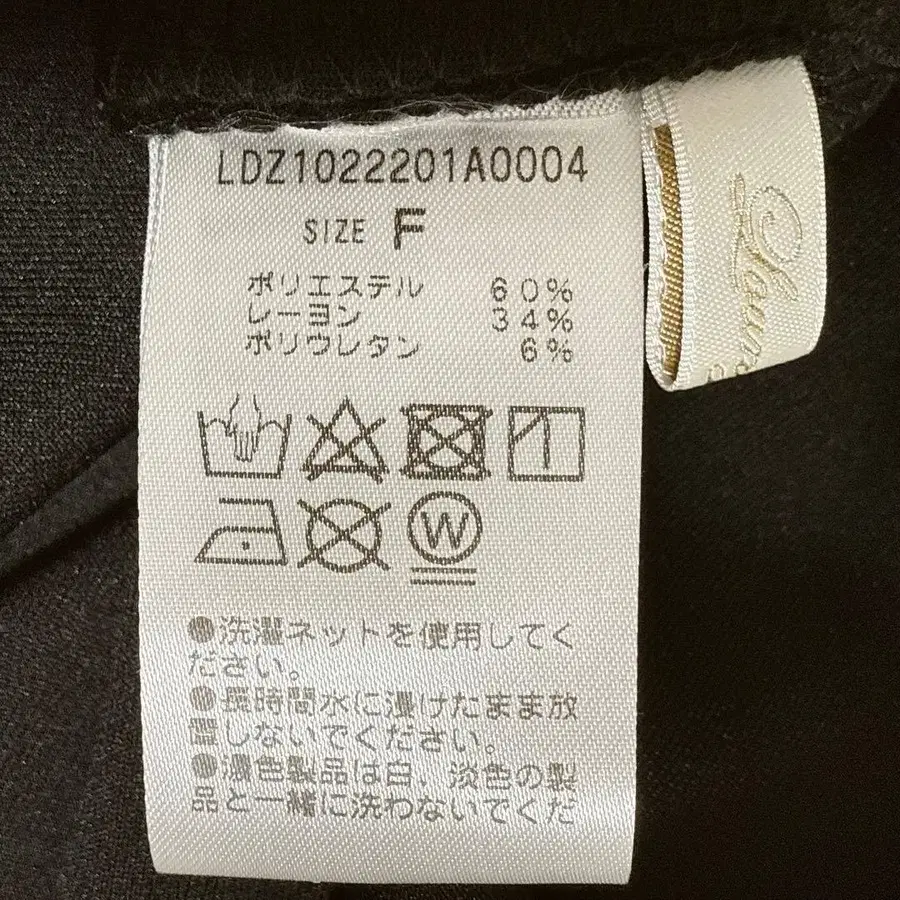 LDZ1022201A0004
SIZE F
ポリエステル 60%
レーヨン 34%
ポリウレタン 6%
W
●洗濯ネットを使用してく
ださい。
●長時間水に浸けたまま放
置しないでください。
●濃色製品は白、淡色の製
品と一緒に洗わないでくだ